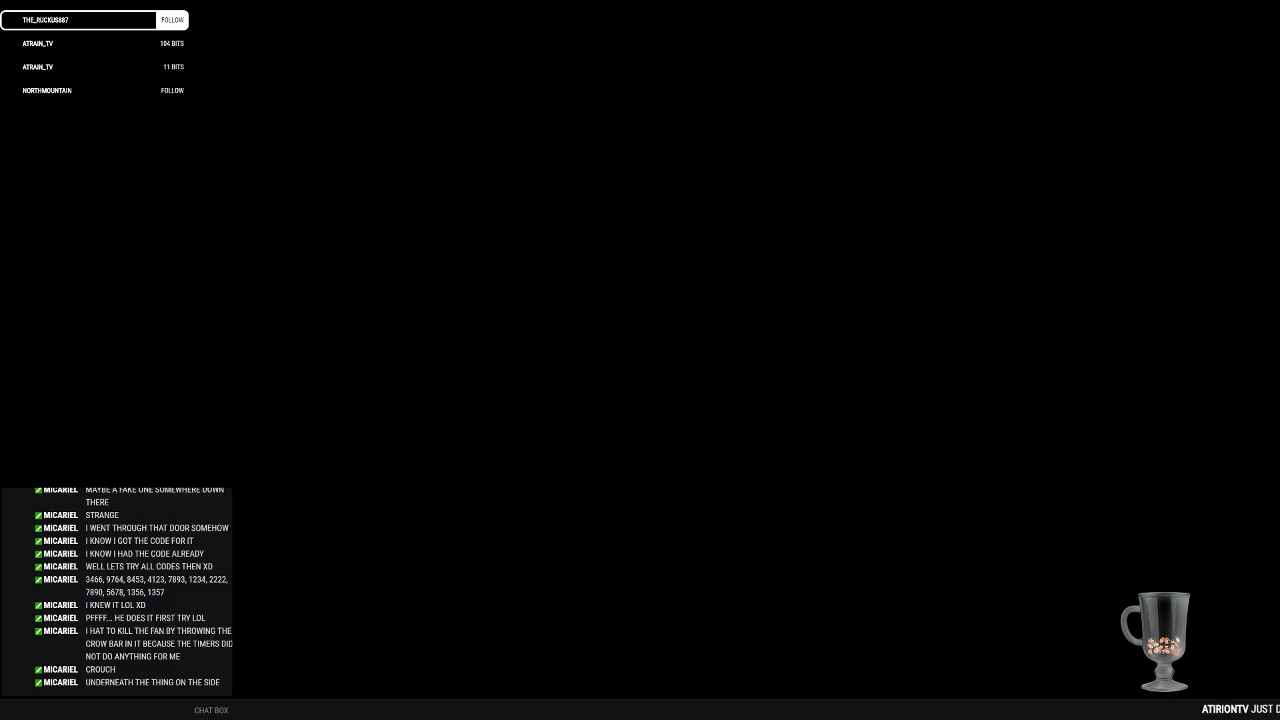 THE_RUCKUS687 FOLLOW
ATRAIN_TV 104 BITS
ATRAIN_TV 11 BITS
NORTHMOUNTAIN FOLLOW
MICARIEL MAYBE A FAKE ONE SOMEWHERE DOWN
THERE
MICARIEL STRANGE
MICARIEL I WENT THROUGH THAT DOOR SOMEHOW
MICARIEL I KNOW I GOT THE CODE FOR IT
MICARIEL I KNOW I HAD THE CODE ALREADY
MICARIEL WELL LETS TRY ALL CODES THEN XD
MICARIEL 3466, 9764, 8453, 4123, 7893, 1234, 2222,
7890, 5678, 1356, 1357
MICARIEL I KNEW IT LOL XD
MICARIEL PFFFF... HE DOES IT FIRST TRY LOL
MICARIEL I HAT TO KILL THE FAN BY THROWING THE
CROW BAR IN IT BECAUSE THE TIMERS DID
NOT DO ANYTHING FOR ME
MICARIEL CROUCH
MICARIEL UNDERNEATH THE THING ON THE SIDE
CHAT BOX
ATIRIONTV JUST D